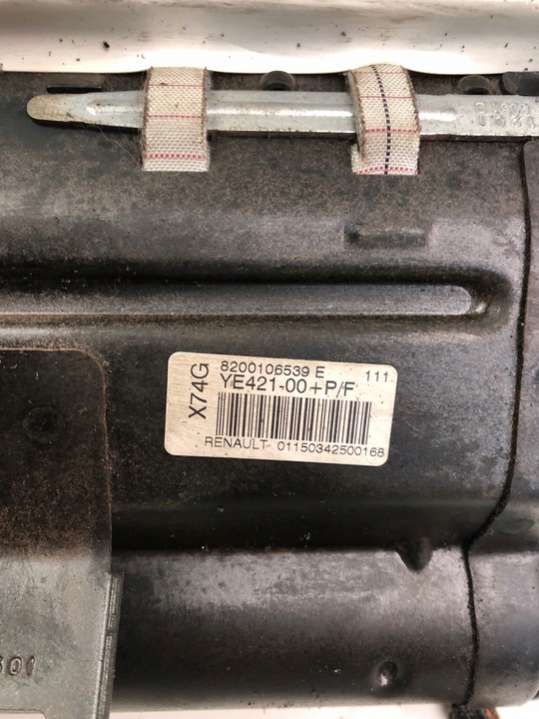 X74G
8200106539 E 111
YE421-00+P/F
RENAULT- 01150342500168